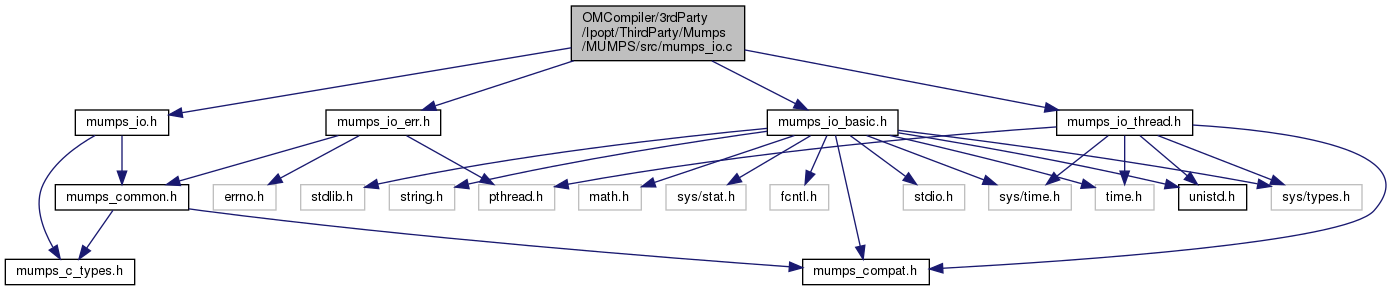 OMCompiler/3rdParty
/Ipopt/ThirdParty/Mumps
/MUMPS/src/mumps_io.c
mumps_io.h
mumps_io_err.h
mumps_io_basic.h
mumps_io_thread.h
mumps_common.h
errno.h
stdlib.h
string.h
pthread.h
math.h
sys/stat.h
fcntl.h
stdio.h
sys/time.h
time.h
unistd.h
sys/types.h
mumps_c_types.h
mumps_compat.h